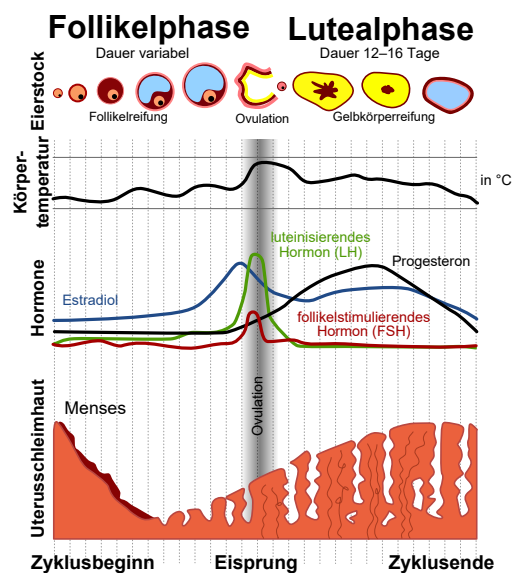 Follikelphase
Lutealphase
Dauer variabel
Dauer 12–16 Tage
Eierstock
Follikelreifung
Ovulation
Gelbkörperreifung
Körper-
temperatur
in °C
Hormone
luteinisierendes
Hormon (LH)
Progesteron
Estradiol
follikelstimulierendes
Hormon (FSH)
Uterusschleimhaut
Menses
Ovulation
Zyklusbeginn
Eisprung
Zyklusende